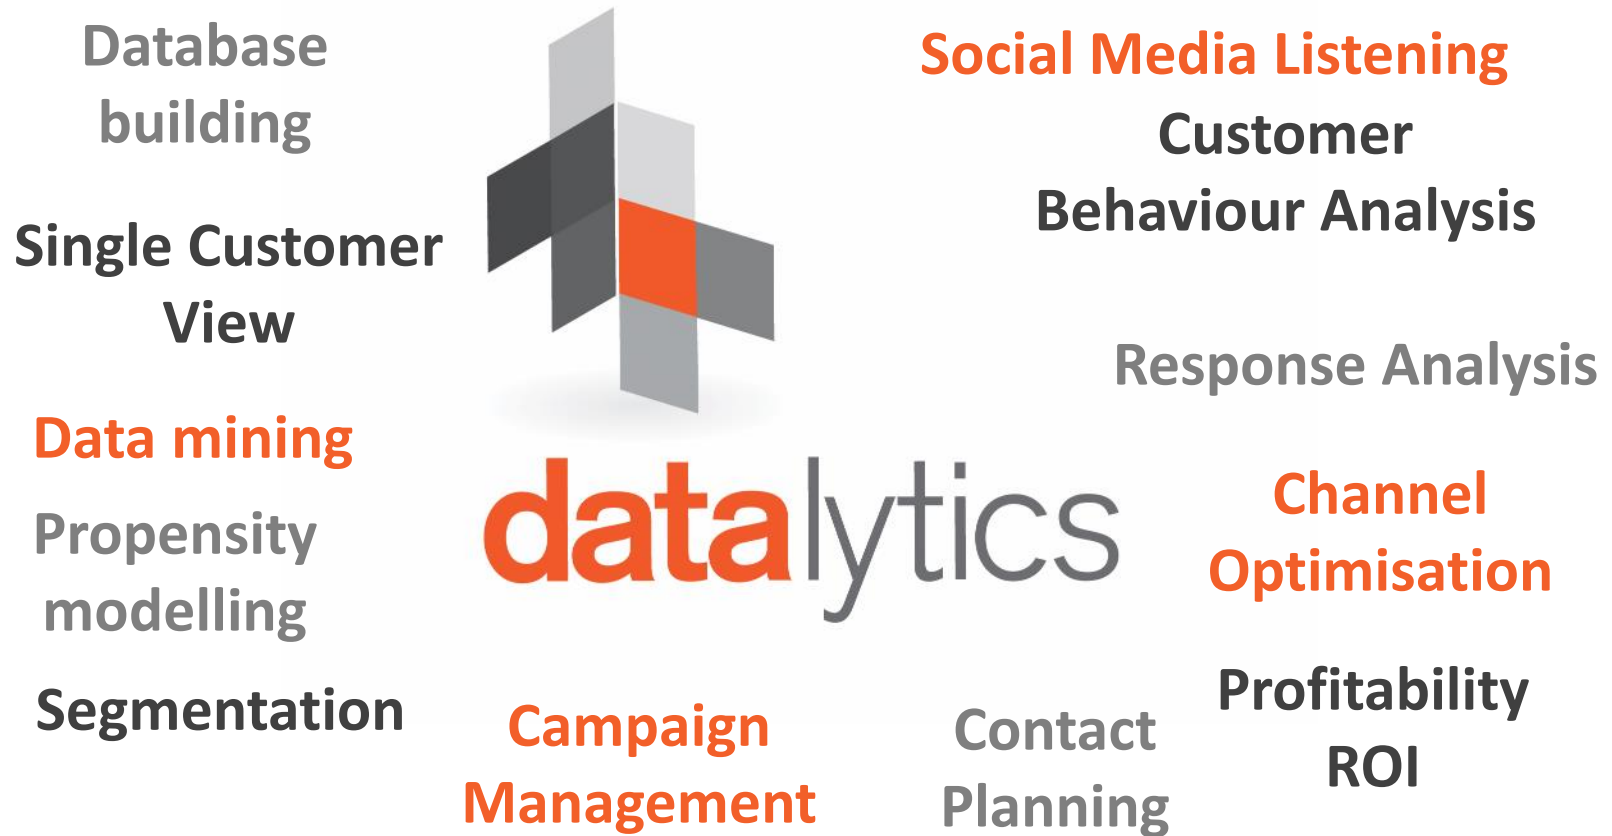 Database
building
Single Customer
View
Data mining
Propensity
modelling
Segmentation
datalytics
Campaign
Management
Contact
Planning
Social Media Listening
Customer
Behaviour Analysis
Response Analysis
Channel
Optimisation
Profitability
ROI